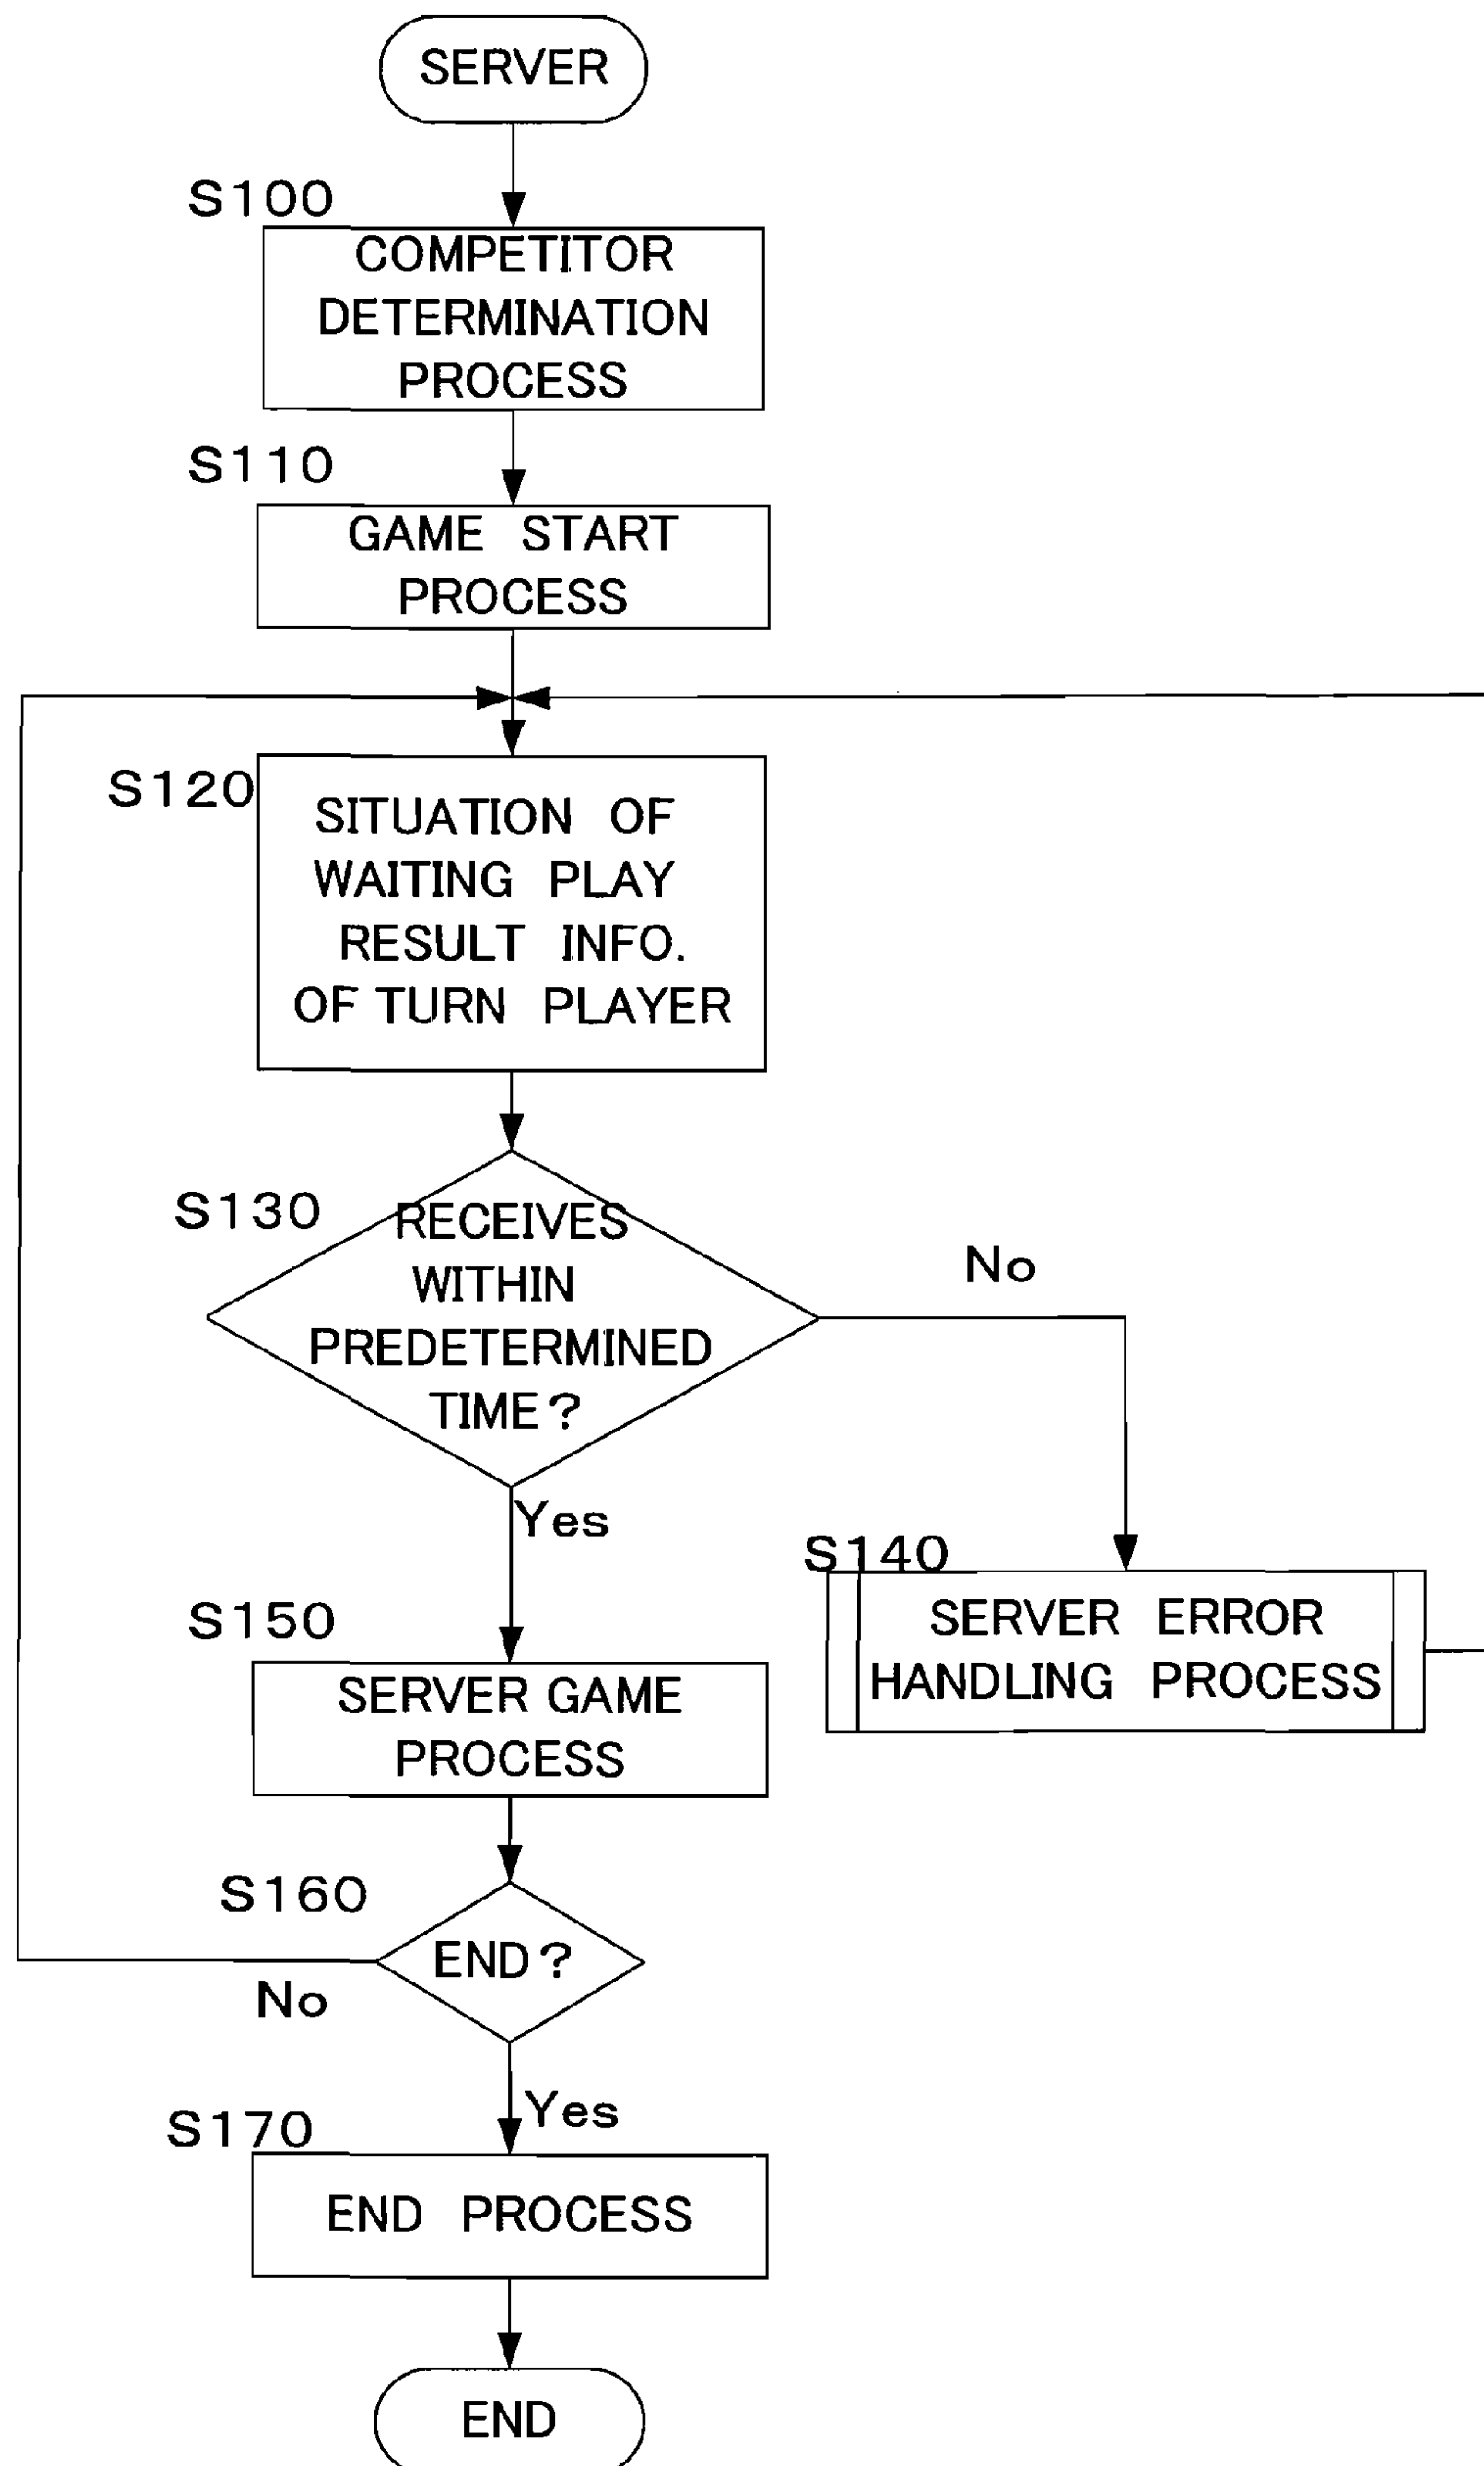 SERVER
S100
COMPETITOR
DETERMINATION
PROCESS
S110
GAME START
PROCESS
S120
SITUATION OF
WAITING PLAY
RESULT INFO.
OF TURN PLAYER
S130
RECEIVES
WITHIN
PREDETERMINED
TIME?
No
Yes
S140
SERVER ERROR
HANDLING PROCESS
S150
SERVER GAME
PROCESS
S160
END?
No
Yes
S170
END PROCESS
END